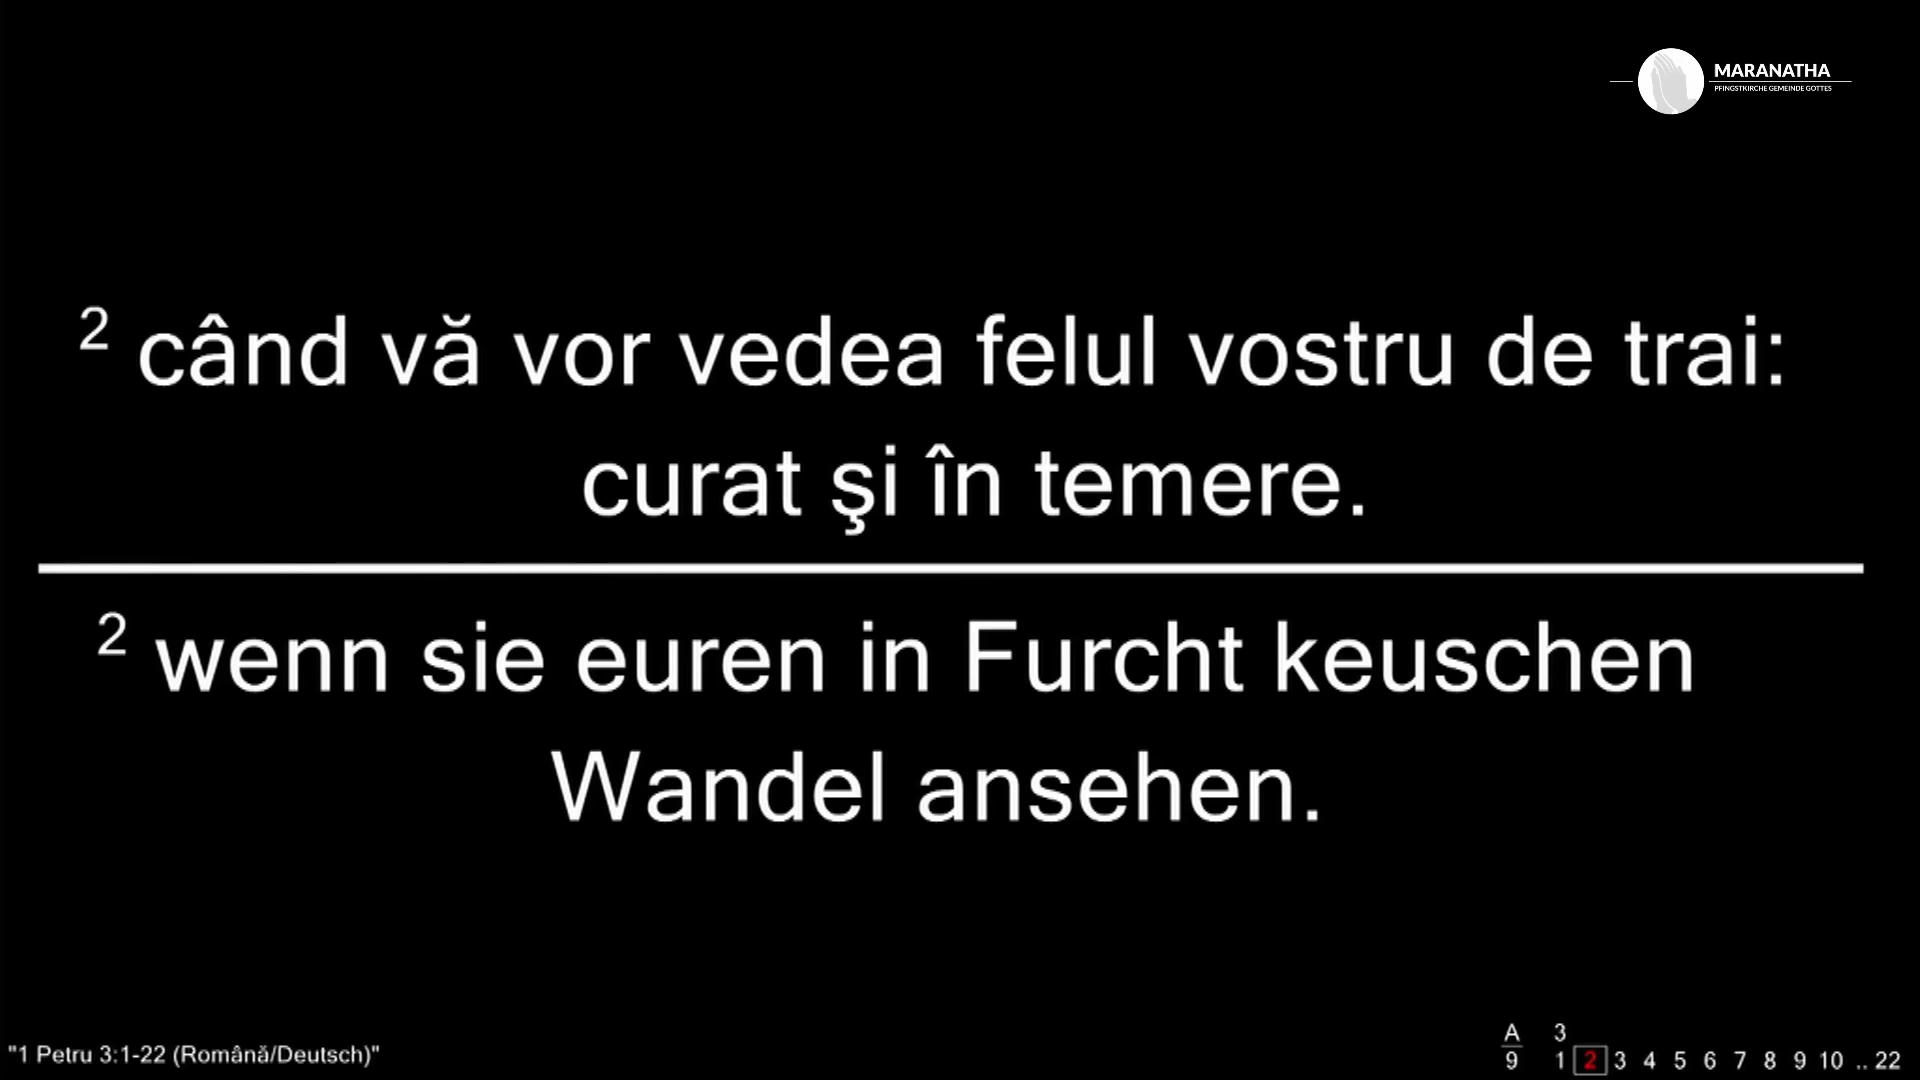 MARANATHA
PFINGSTKIRCHE GEMEINDE GOTTES
2 când vă vor vedea felul vostru de trai:
curat şi în temere.
2 wenn sie euren in Furcht keuschen
Wandel ansehen.
"1 Petru 3:1-22 (Română/Deutsch)"
A 3
9 1 2 3 4 5 6 7 8 9 10 .. 22